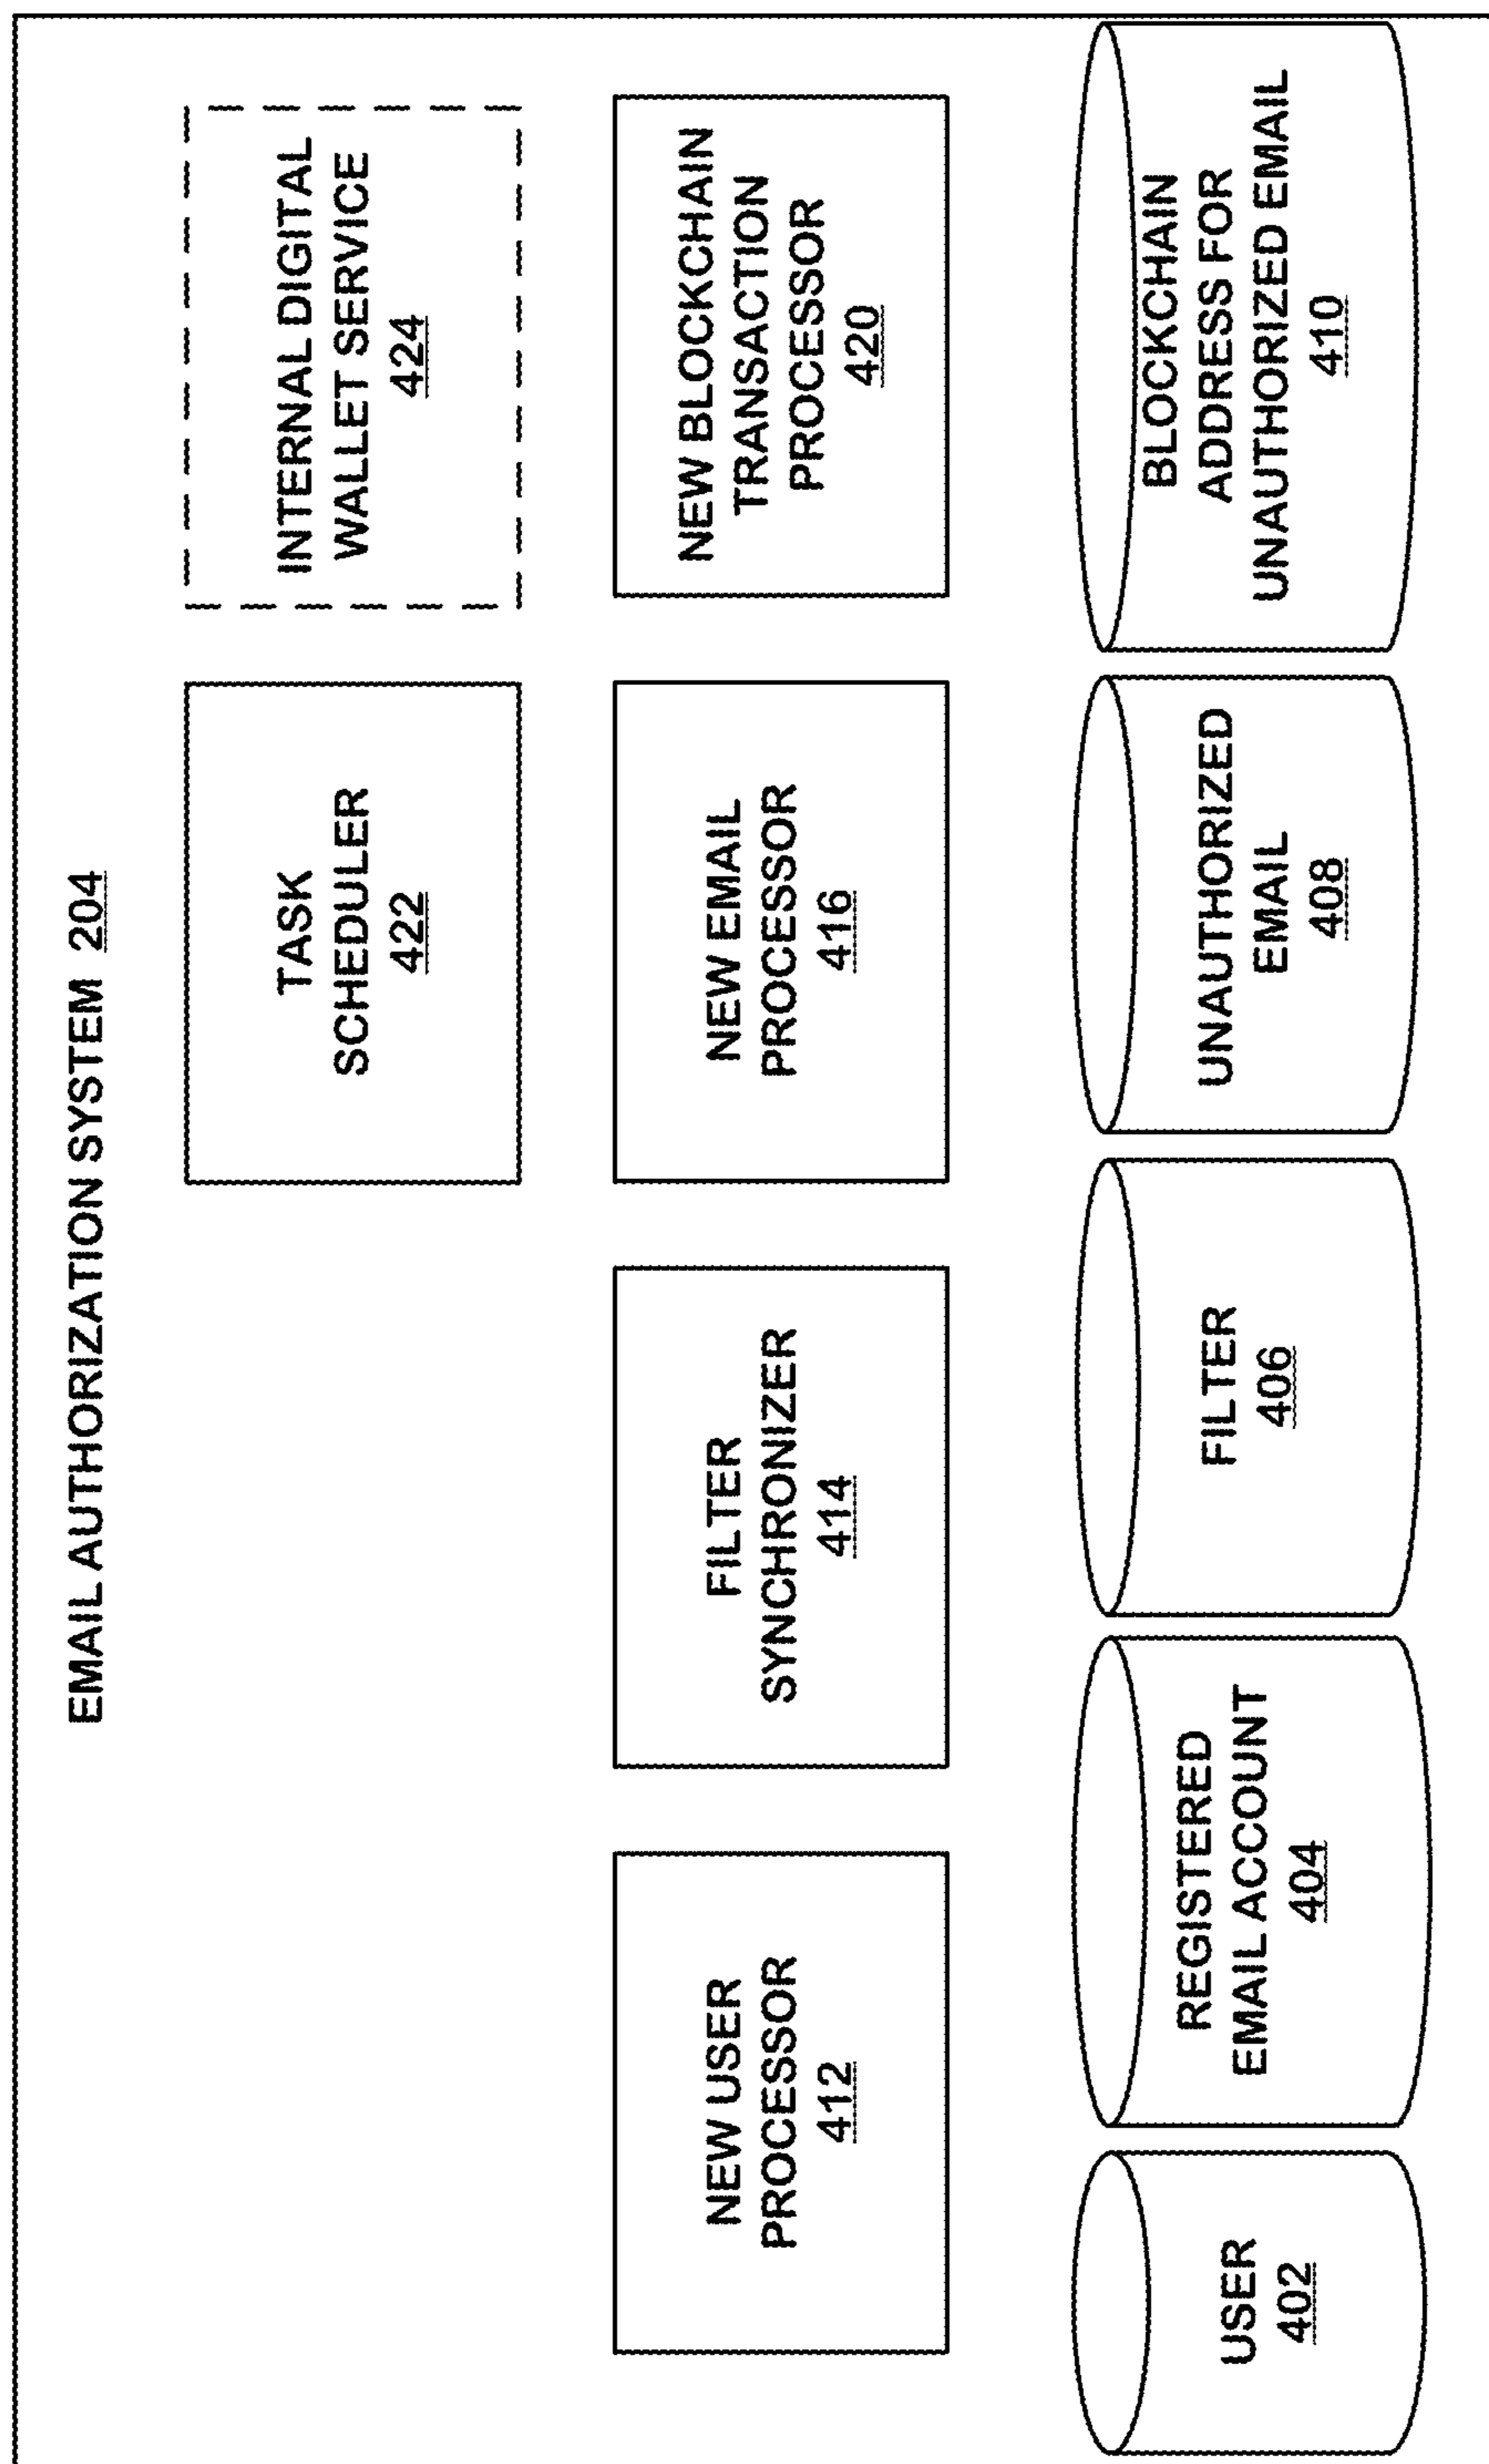 EMAIL AUTHORIZATION SYSTEM 204
TASK
SCHEDULER
422
INTERNAL DIGITAL
WALLET SERVICE
424
NEW USER
PROCESSOR
412
FILTER
SYNCHRONIZER
414
NEW EMAIL
PROCESSOR
416
NEW BLOCKCHAIN
TRANSACTION
PROCESSOR
420
USER
402
REGISTERED
EMAIL ACCOUNT
404
FILTER
406
UNAUTHORIZED
EMAIL
408
BLOCKCHAIN
ADDRESS FOR
UNAUTHORIZED EMAIL
410